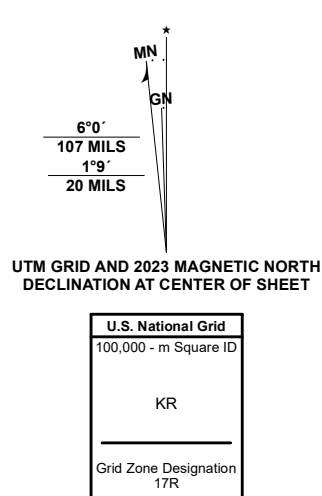 ★
MN
GN
6°0´
107 MILS
1°9´
20 MILS
UTM GRID AND 2023 MAGNETIC NORTH
DECLINATION AT CENTER OF SHEET
U.S. National Grid
100,000 - m Square ID
KR
Grid Zone Designation
17R